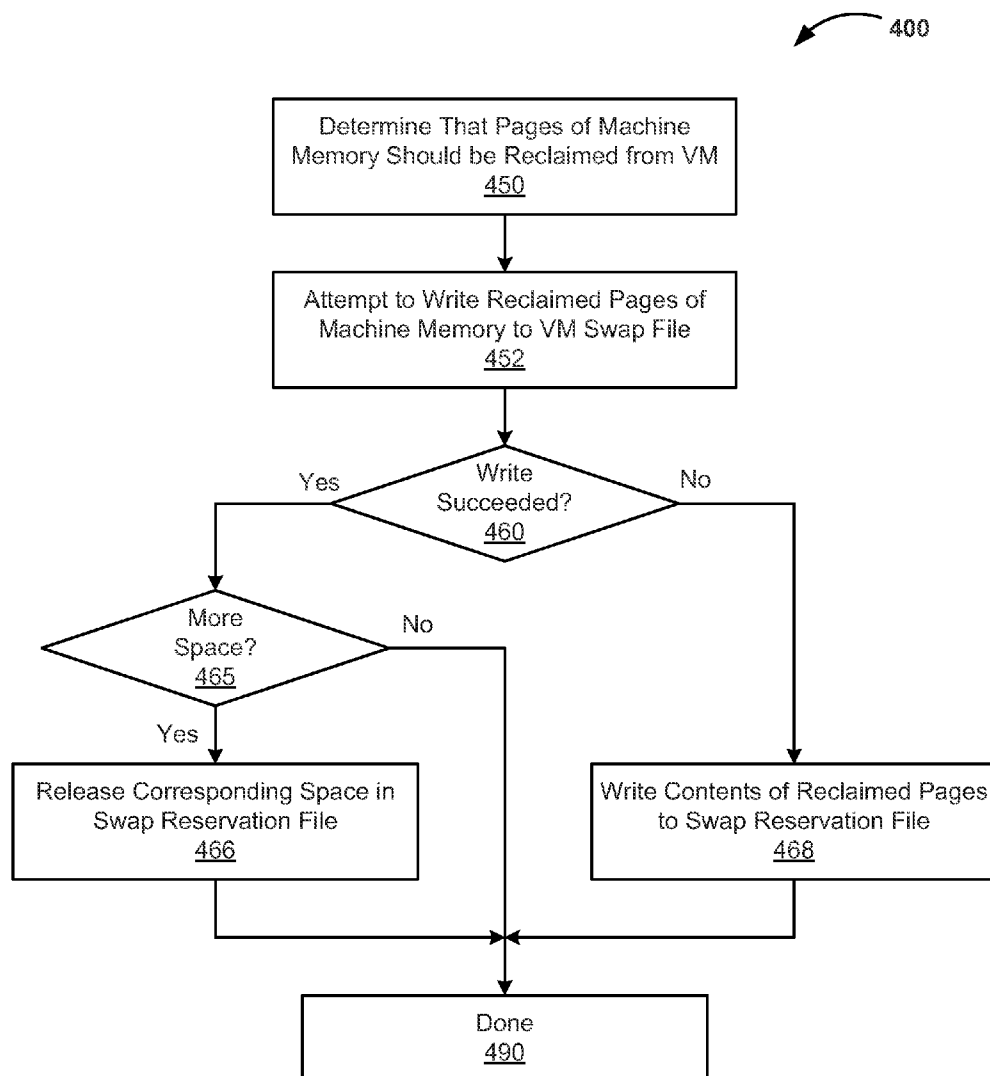 400
Determine That Pages of Machine
Memory Should be Reclaimed from VM
450
Attempt to Write Reclaimed Pages of
Machine Memory to VM Swap File
452
Yes
Write
Succeeded?
460
No
More
Space?
465
No
Yes
Release Corresponding Space in
Swap Reservation File
466
Write Contents of Reclaimed Pages
to Swap Reservation File
468
Done
490